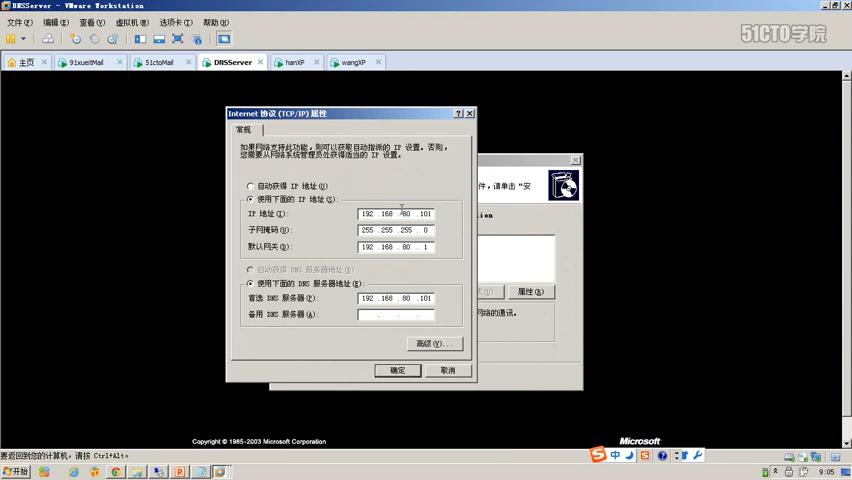 DNSServer - VMware Workstation
文件(F) 编辑(E) 查看(V) 虚拟机(M) 选项卡(T) 帮助(H)
51CTO学院
主页 91xueitMail 51ctoMail DNSServer hanXP wangXP
Internet 协议 (TCP/IP) 属性
常规
如果网络支持此功能,则可以获取自动指派的 IP 设置。否则,
您需要从网络系统管理员处获得适当的 IP 设置。
自动获得 IP 地址(O)
使用下面的 IP 地址(S):
IP 地址(I): 192 .168 .80 .101
子网掩码(U): 255 .255 .255 . 0
默认网关(D): 192 .168 .80 . 1
自动获得 DNS 服务器地址(B)
使用下面的 DNS 服务器地址(E):
首选 DNS 服务器(P): 192 .168 .80 .101
备用 DNS 服务器(A): . . .
高级(V)...
确定 取消
件,请单击“安
ion
属性(R)
网络的通讯。
Copyright © 1985-2003 Microsoft Corporation
Microsoft
要返回到您的计算机,请按 Ctrl+Alt。
中
开始
9:05